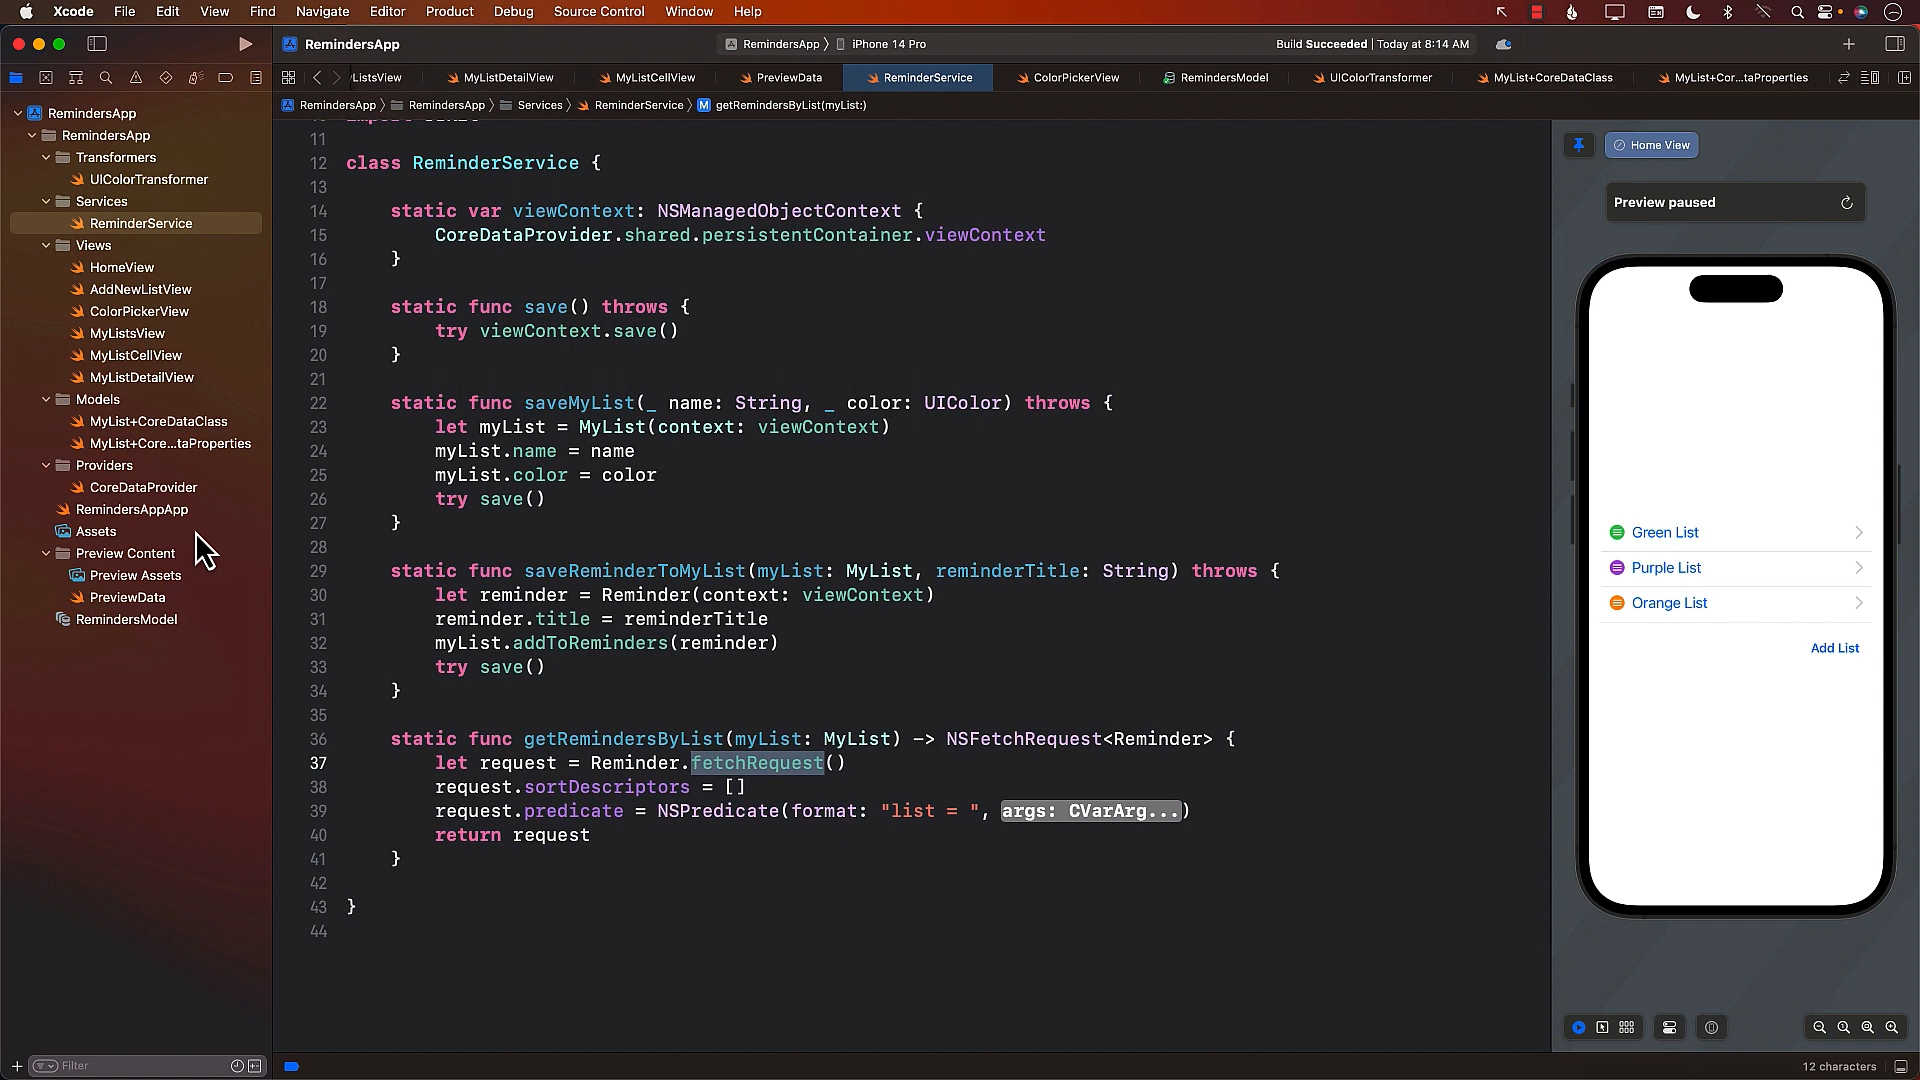 Xcode File Edit View Find Navigate Editor Product Debug Source Control Window Help
RemindersApp
RemindersApp 〉 iPhone 14 Pro
Build Succeeded | Today at 8:14 AM
ListsView MyListDetailView MyListCellView PreviewData ReminderService ColorPickerView RemindersModel UIColorTransformer MyList+CoreDataClass MyList+Cor...taProperties
RemindersApp 〉 RemindersApp 〉 Services 〉 ReminderService 〉 M getRemindersByList(myList:)
RemindersApp
RemindersApp
Transformers
UIColorTransformer
Services
ReminderService
Views
HomeView
AddNewListView
ColorPickerView
MyListsView
MyListCellView
MyListDetailView
Models
MyList+CoreDataClass
MyList+Core...taProperties
Providers
CoreDataProvider
RemindersAppApp
Assets
Preview Content
Preview Assets
PreviewData
RemindersModel
Filter
11
12 class ReminderService {
13
14 static var viewContext: NSManagedObjectContext {
15 CoreDataProvider.shared.persistentContainer.viewContext
16 }
17
18 static func save() throws {
19 try viewContext.save()
20 }
21
22 static func saveMyList(_ name: String, _ color: UIColor) throws {
23 let myList = MyList(context: viewContext)
24 myList.name = name
25 myList.color = color
26 try save()
27 }
28
29 static func saveReminderToMyList(myList: MyList, reminderTitle: String) throws {
30 let reminder = Reminder(context: viewContext)
31 reminder.title = reminderTitle
32 myList.addToReminders(reminder)
33 try save()
34 }
35
36 static func getRemindersByList(myList: MyList) -> NSFetchRequest<Reminder> {
37 let request = Reminder.fetchRequest()
38 request.sortDescriptors = []
39 request.predicate = NSPredicate(format: "list = ", args: CVarArg...)
40 return request
41 }
42
43 }
44
Home View
Preview paused
Green List
Purple List
Orange List
Add List
12 characters